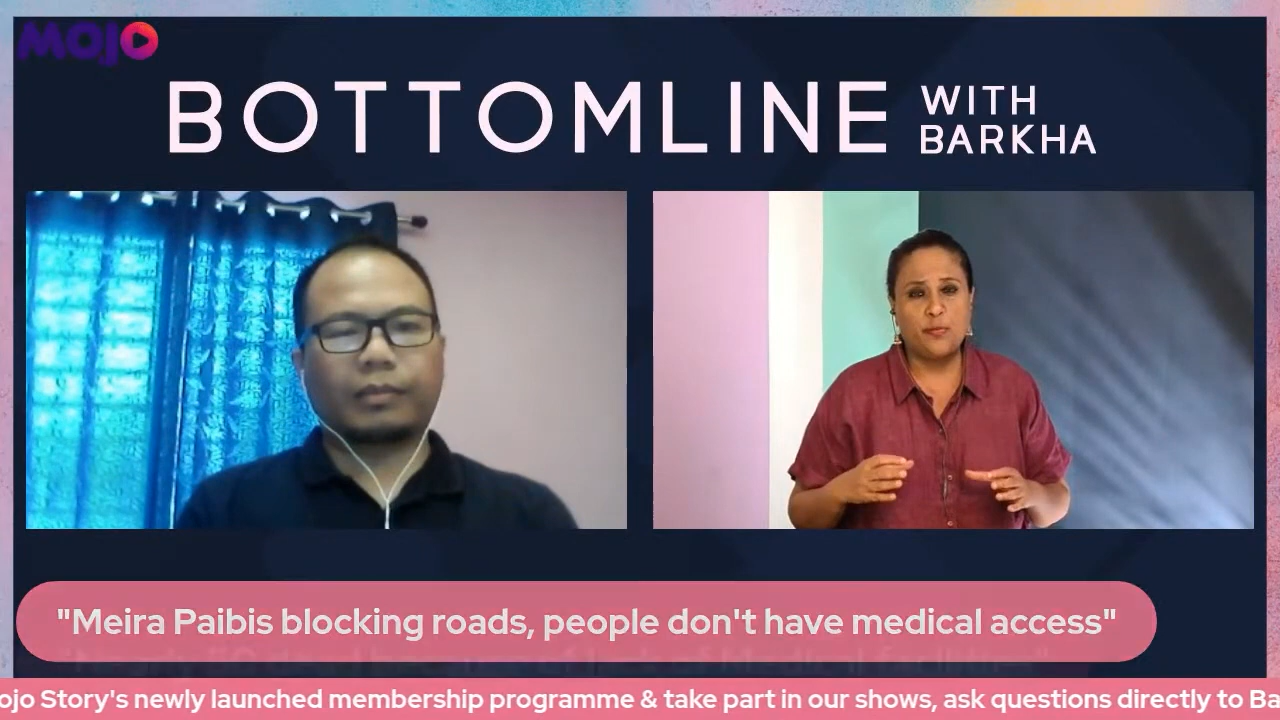 MOJO
BOTTOMLINE
WITH
BARKHA
"Meira Paibis blocking roads, people don't have medical access"
ojo Story's newly launched membership programme & take part in our shows, ask questions directly to Ba